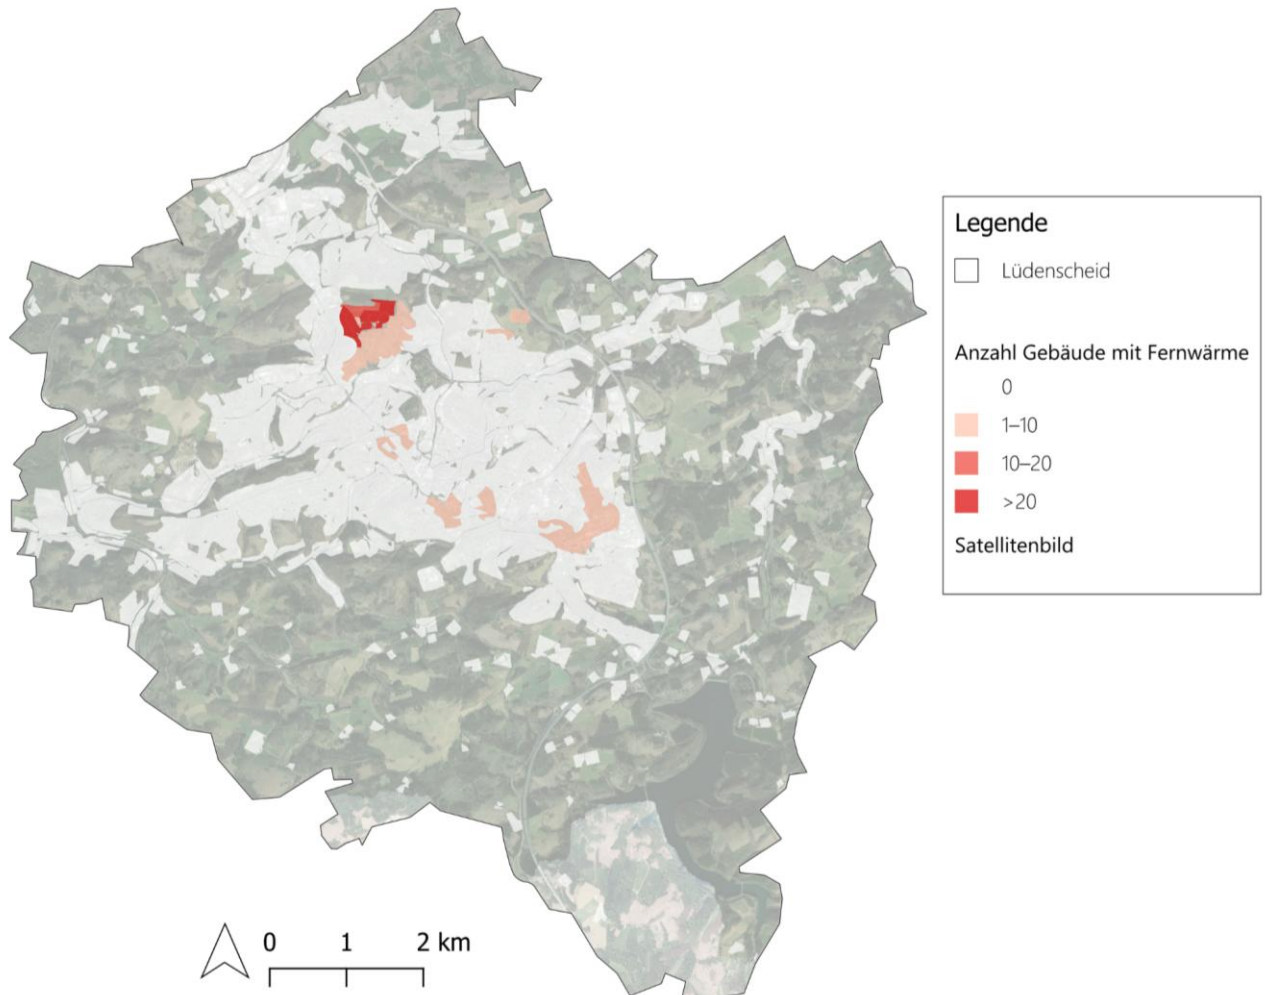 Legende
Lüdenscheid
Anzahl Gebäude mit Fernwärme
0
1–10
10–20
>20
Satellitenbild
0 1 2 km